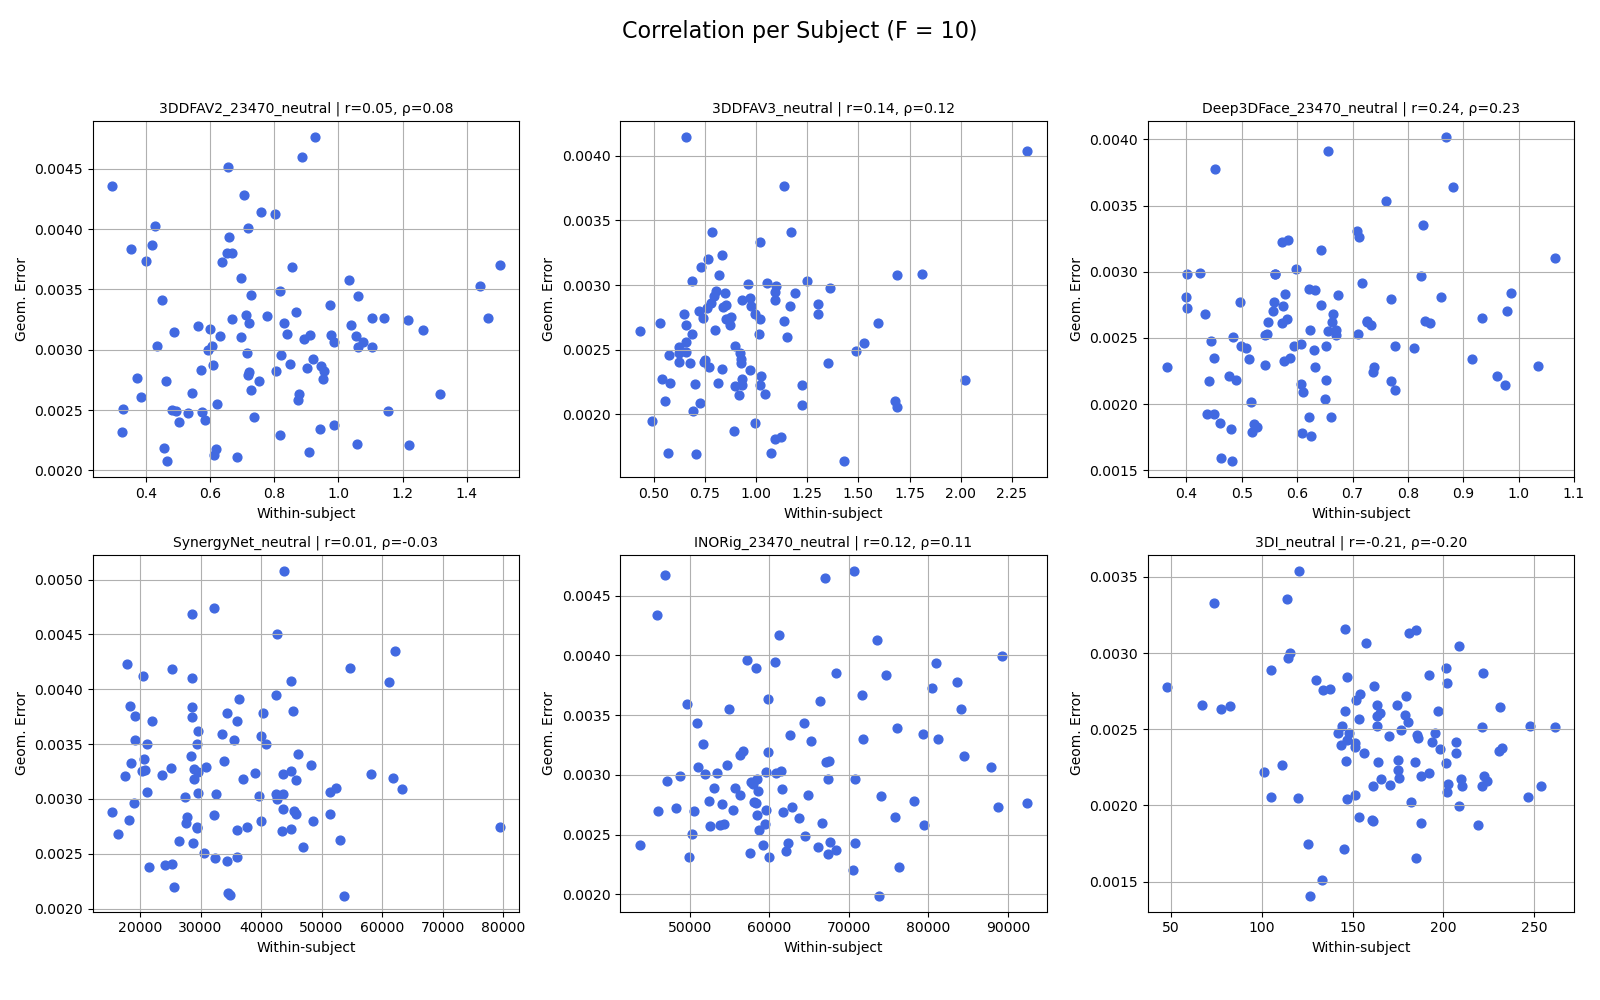 Correlation per Subject (F = 10)
3DDFAV2_23470_neutral | r=0.05, ρ=0.08
0.0045
0.0040
0.0035
0.0030
0.0025
0.0020
Geom. Error
0.4 0.6 0.8 1.0 1.2 1.4
Within-subject
3DDFAV3_neutral | r=0.14, ρ=0.12
0.0040
0.0035
0.0030
0.0025
0.0020
Geom. Error
0.50 0.75 1.00 1.25 1.50 1.75 2.00 2.25
Within-subject
Deep3DFace_23470_neutral | r=0.24, ρ=0.23
0.0040
0.0035
0.0030
0.0025
0.0020
0.0015
Geom. Error
0.4 0.5 0.6 0.7 0.8 0.9 1.0 1.1
Within-subject
SynergyNet_neutral | r=0.01, ρ=-0.03
0.0050
0.0045
0.0040
0.0035
0.0030
0.0025
0.0020
Geom. Error
20000 30000 40000 50000 60000 70000 80000
Within-subject
INORig_23470_neutral | r=0.12, ρ=0.11
0.0045
0.0040
0.0035
0.0030
0.0025
0.0020
Geom. Error
50000 60000 70000 80000 90000
Within-subject
3DI_neutral | r=-0.21, ρ=-0.20
0.0035
0.0030
0.0025
0.0020
0.0015
Geom. Error
50 100 150 200 250
Within-subject